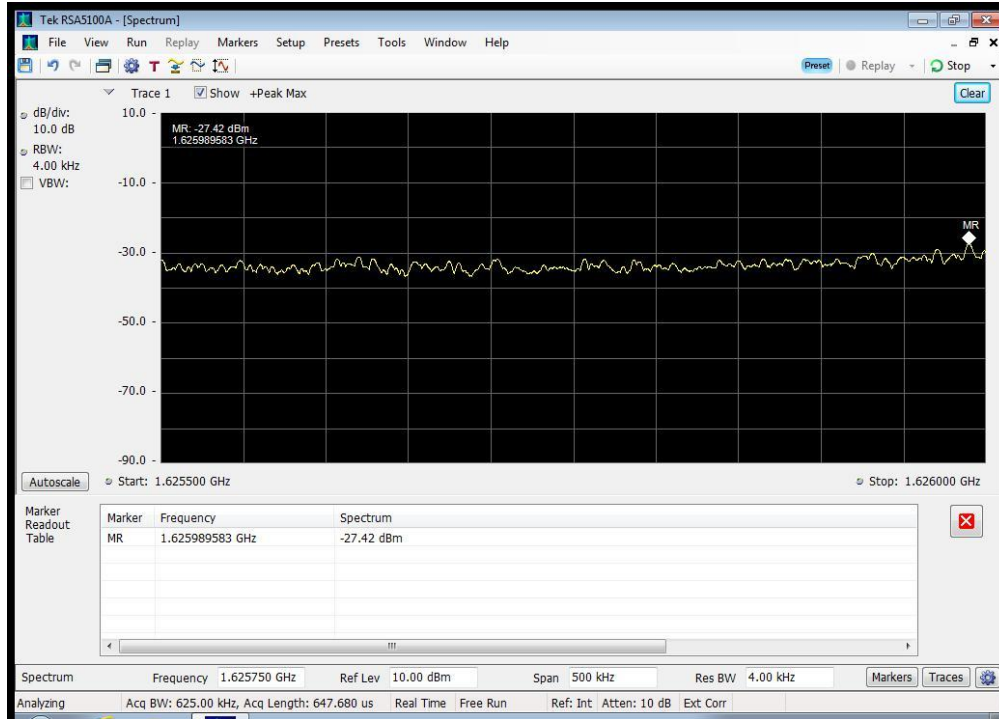 Tek RSA5100A - [Spectrum]
File View Run Replay Markers Setup Presets Tools Window Help
Preset Replay Stop
Trace 1 Show +Peak Max Clear
dB/div: 10.0
10.0 dB
MR: -27.42 dBm
1.625989583 GHz
RBW:
4.00 kHz
VBW: -10.0
MR
-30.0
-50.0
-70.0
-90.0
Autoscale Start: 1.625500 GHz Stop: 1.626000 GHz
Marker Readout Table
Marker Frequency Spectrum
MR 1.625989583 GHz -27.42 dBm
Spectrum Frequency 1.625750 GHz Ref Lev 10.00 dBm Span 500 kHz Res BW 4.00 kHz Markers Traces
Analyzing Acq BW: 625.00 kHz, Acq Length: 647.680 us Real Time Free Run Ref: Int Atten: 10 dB Ext Corr